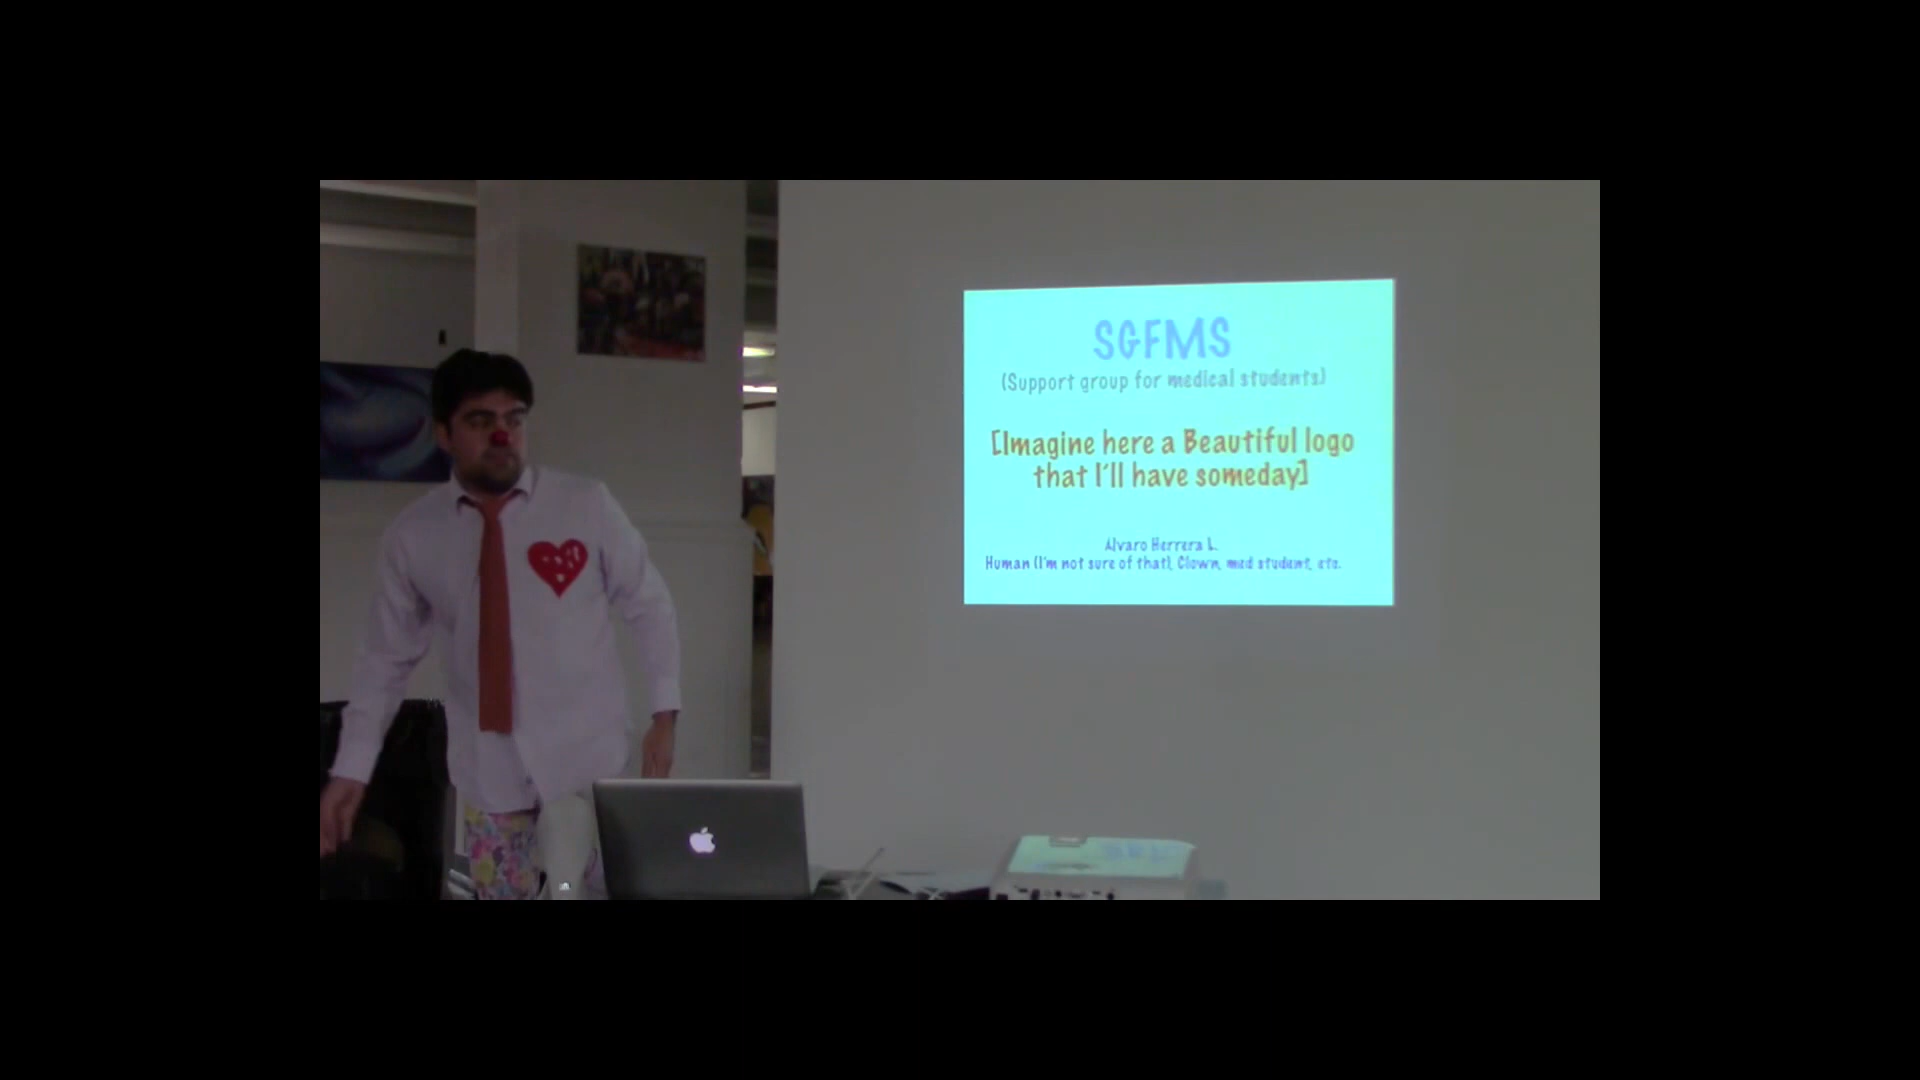 SGFMS
(Support group for medical students)
[Imagine here a Beautiful logo
that I'll have someday]
Álvaro Herrera L.
Human (I'm not sure of that), Clown, med student, etc.